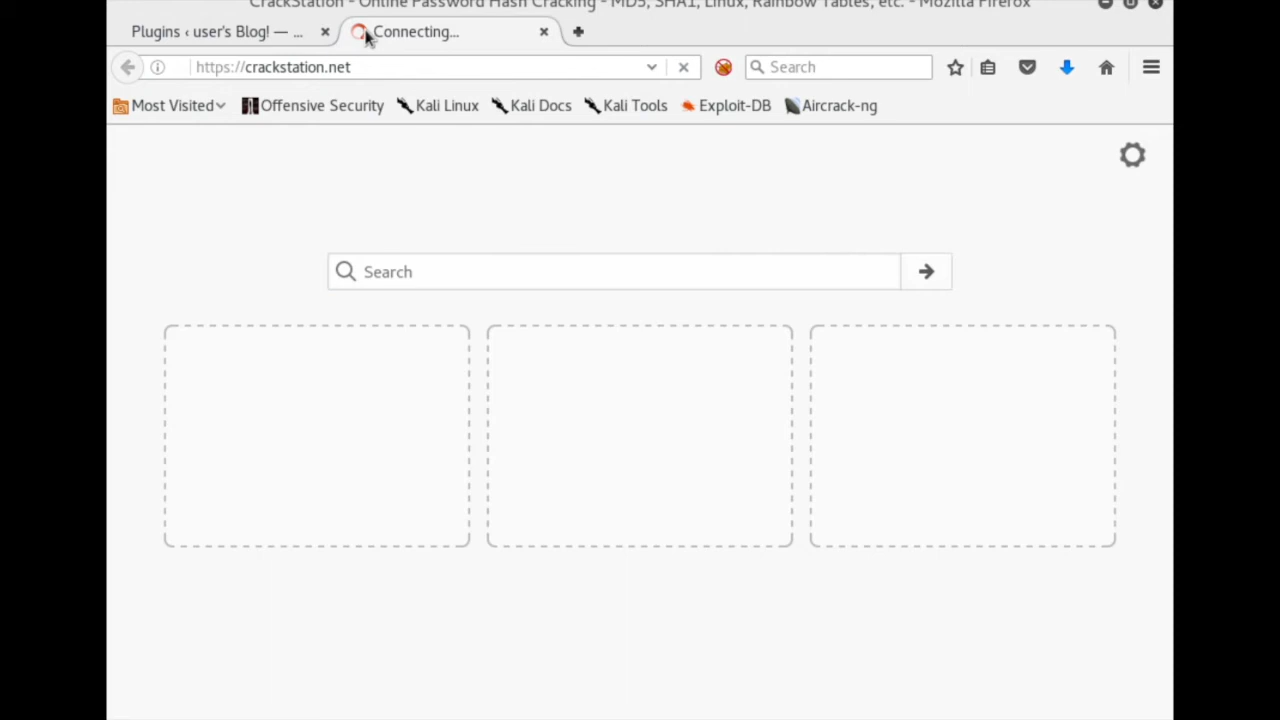 CrackStation - Online Password Hash Cracking - MD5, SHA1, Linux, Rainbow Tables, etc. - Mozilla Firefox
Plugins ‹ user's Blog! — ...
Connecting...
https://crackstation.net
Search
Most Visited
Offensive Security
Kali Linux
Kali Docs
Kali Tools
Exploit-DB
Aircrack-ng
Search